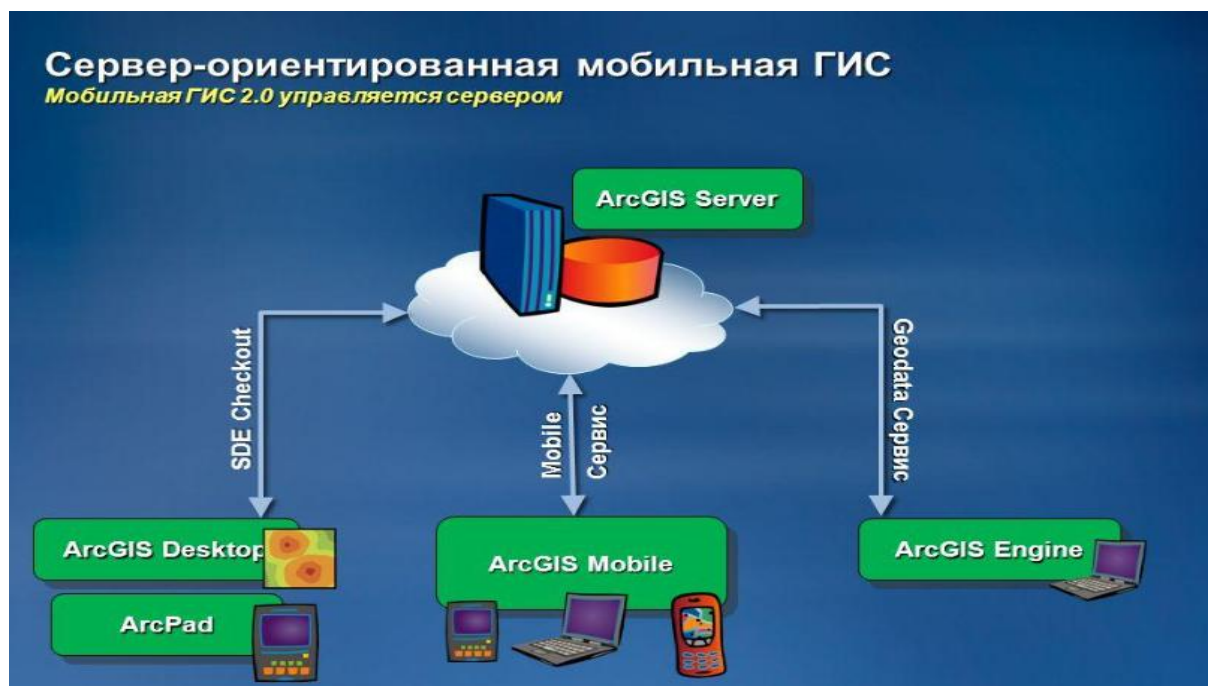 Сервер-ориентированная мобильная ГИС
Мобильная ГИС 2.0 управляется сервером
ArcGIS Server
SDE Checkout
Mobile
Сервис
Geodata Сервис
ArcGIS Desktop
ArcPad
ArcGIS Mobile
ArcGIS Engine